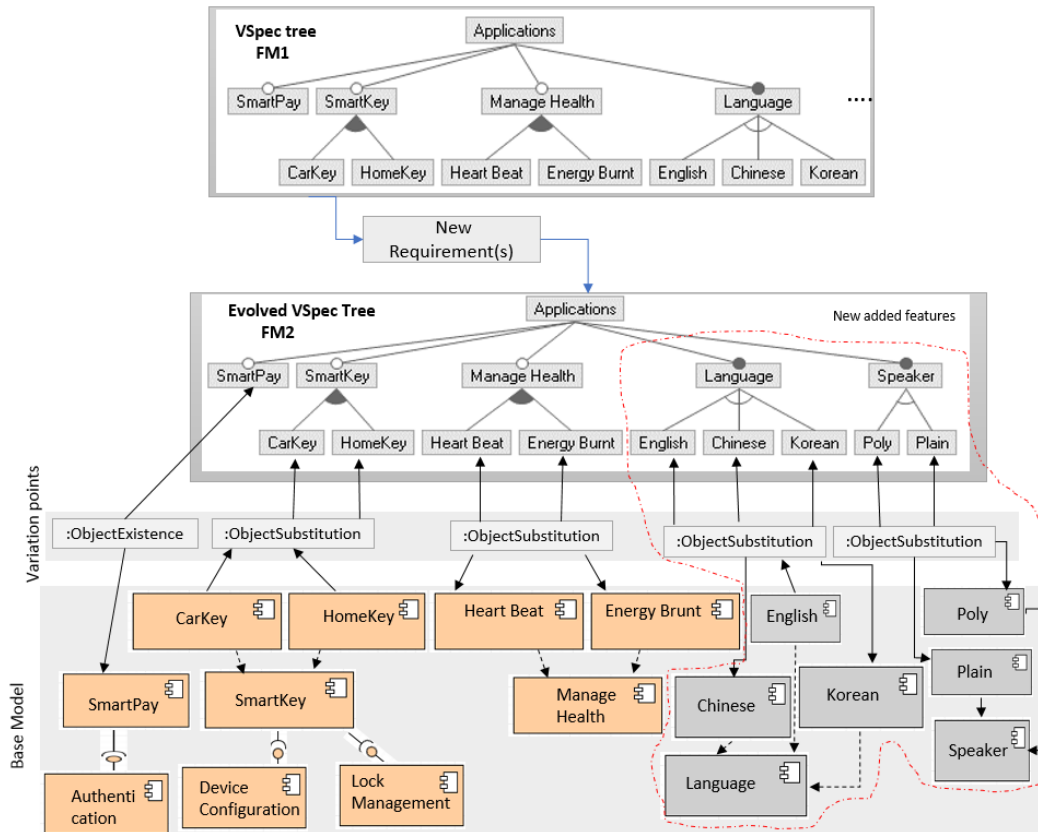 VSpec tree
FM1
Applications
SmartPay
SmartKey
Manage Health
Language
....
CarKey
HomeKey
Heart Beat
Energy Burnt
English
Chinese
Korean
New
Requirement(s)
Evolved VSpec Tree
FM2
Applications
New added features
SmartPay
SmartKey
Manage Health
Language
Speaker
CarKey
HomeKey
Heart Beat
Energy Burnt
English
Chinese
Korean
Poly
Plain
Variation points
:ObjectExistence
:ObjectSubstitution
:ObjectSubstitution
:ObjectSubstitution
:ObjectSubstitution
Base Model
CarKey
HomeKey
Heart Beat
Energy Brunt
English
Poly
SmartPay
SmartKey
Manage
Health
Chinese
Korean
Plain
Language
Speaker
Authenti
cation
Device
Configuration
Lock
Management